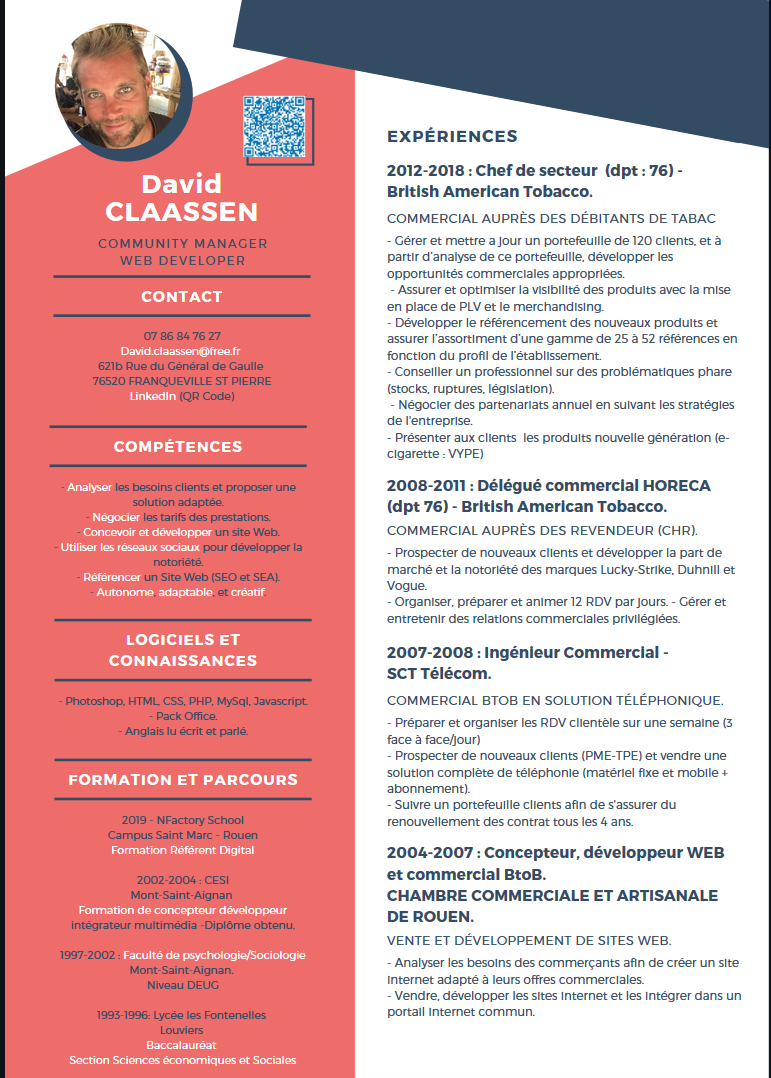 David
CLAASSEN
COMMUNITY MANAGER
WEB DEVELOPER
CONTACT
07 86 84 76 27
David.claassen@free.fr
621b Rue du Général de Gaulle
76520 FRANQUEVILLE ST PIERRE
LinkedIn (QR Code)
COMPÉTENCES
- Analyser les besoins clients et proposer une
solution adaptée.
- Négocier les tarifs des prestations.
- Concevoir et développer un site Web.
- Utiliser les réseaux sociaux pour développer la
notoriété.
- Référencer un Site Web (SEO et SEA).
- Autonome, adaptable, et créatif.
LOGICIELS ET
CONNAISSANCES
- Photoshop, HTML, CSS, PHP, MySql, Javascript.
- Pack Office.
- Anglais lu écrit et parlé.
FORMATION ET PARCOURS
2019 - NFactory School
Campus Saint Marc - Rouen
Formation Référent Digital
2002-2004 : CESI
Mont-Saint-Aignan
Formation de concepteur développeur
intégrateur multimédia -Diplôme obtenu.
1997-2002 : Faculté de psychologie/Sociologie
Mont-Saint-Aignan.
Niveau DEUG
1993-1996: Lycée les Fontenelles
Louviers
Baccalauréat
Section Sciences économiques et Sociales
EXPÉRIENCES
2012-2018 : Chef de secteur (dpt : 76) -
British American Tobacco.
COMMERCIAL AUPRÈS DES DÉBITANTS DE TABAC
- Gérer et mettre a jour un portefeuille de 120 clients, et à
partir d'analyse de ce portefeuille, développer les
opportunités commerciales appropriées.
- Assurer et optimiser la visibilité des produits avec la mise
en place de PLV et le merchandising.
- Développer le référencement des nouveaux produits et
assurer l'assortiment d'une gamme de 25 à 52 références en
fonction du profil de l'établissement.
- Conseiller un professionnel sur des problématiques phare
(stocks, ruptures, législation).
- Négocier des partenariats annuel en suivant les stratégies
de l'entreprise.
- Présenter aux clients les produits nouvelle génération (e-
cigarette : VYPE)
2008-2011 : Délégué commercial HORECA
(dpt 76) - British American Tobacco.
COMMERCIAL AUPRÈS DES REVENDEUR (CHR).
- Prospecter de nouveaux clients et développer la part de
marché et la notoriété des marques Lucky-Strike, Duhnill et
Vogue.
- Organiser, préparer et animer 12 RDV par jours. - Gérer et
entretenir des relations commerciales privilégiées.
2007-2008 : Ingénieur Commercial -
SCT Télécom.
COMMERCIAL BTOB EN SOLUTION TÉLÉPHONIQUE.
- Préparer et organiser les RDV clientèle sur une semaine (3
face à face/jour)
- Prospecter de nouveaux clients (PME-TPE) et vendre une
solution complète de téléphonie (matériel fixe et mobile +
abonnement).
- Suivre un portefeuille clients afin de s'assurer du
renouvellement des contrat tous les 4 ans.
2004-2007 : Concepteur, développeur WEB
et commercial BtoB.
CHAMBRE COMMERCIALE ET ARTISANALE
DE ROUEN.
VENTE ET DÉVELOPPEMENT DE SITES WEB.
- Analyser les besoins des commerçants afin de créer un site
internet adapté à leurs offres commerciales.
- Vendre, développer les sites internet et les intégrer dans un
portail internet commun.